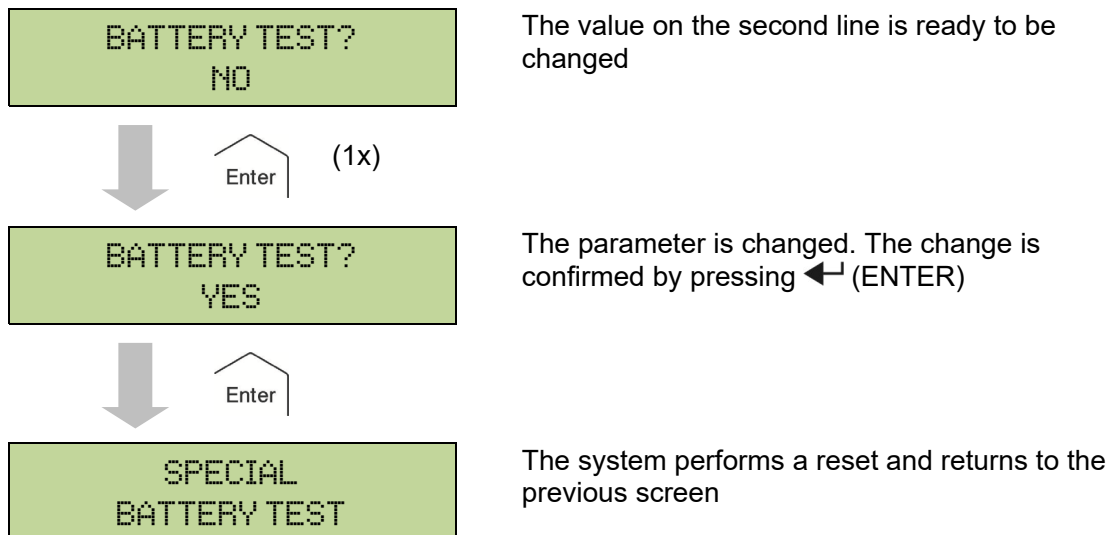 BATTERY TEST?
NO
The value on the second line is ready to be
changed
Enter
(1x)
BATTERY TEST?
YES
The parameter is changed. The change is
confirmed by pressing (ENTER)
Enter
SPECIAL
BATTERY TEST
The system performs a reset and returns to the
previous screen